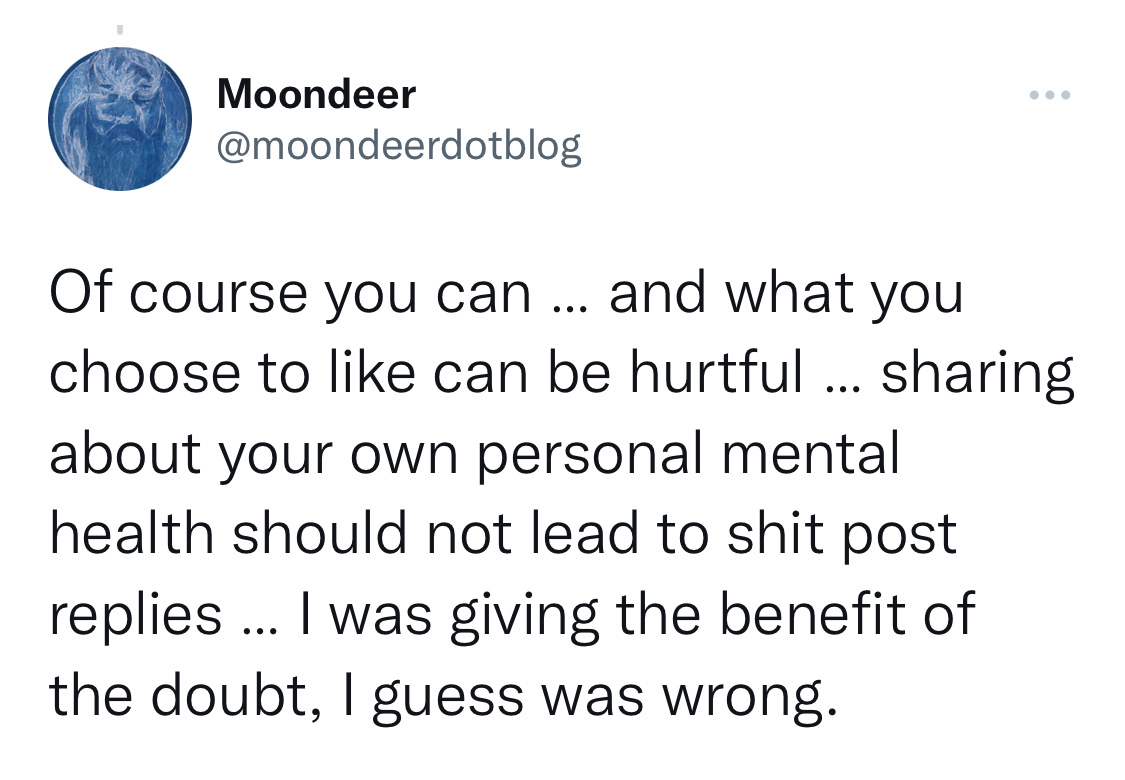 Moondeer
@moondeerdotblog
Of course you can ... and what you
choose to like can be hurtful ... sharing
about your own personal mental
health should not lead to shit post
replies ... I was giving the benefit of
the doubt, I guess was wrong.